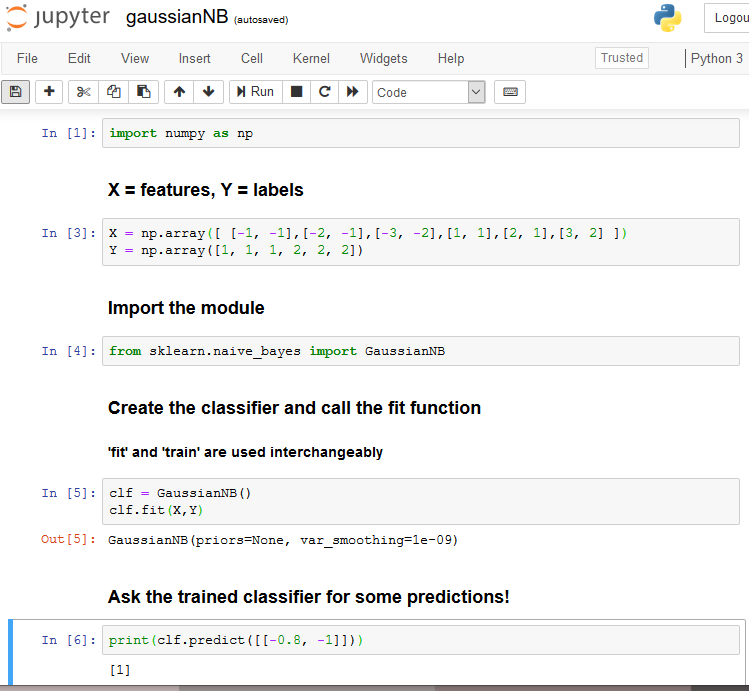 jupyter gaussianNB (autosaved)
Logou
File Edit View Insert Cell Kernel Widgets Help Trusted Python 3
Run Code
In [1]: import numpy as np
X = features, Y = labels
In [3]: X = np.array([ [-1, -1],[-2, -1],[-3, -2],[1, 1],[2, 1],[3, 2] ])
Y = np.array([1, 1, 1, 2, 2, 2])
Import the module
In [4]: from sklearn.naive_bayes import GaussianNB
Create the classifier and call the fit function
'fit' and 'train' are used interchangeably
In [5]: clf = GaussianNB()
clf.fit(X,Y)
Out[5]: GaussianNB(priors=None, var_smoothing=1e-09)
Ask the trained classifier for some predictions!
In [6]: print(clf.predict([[-0.8, -1]]))
[1]